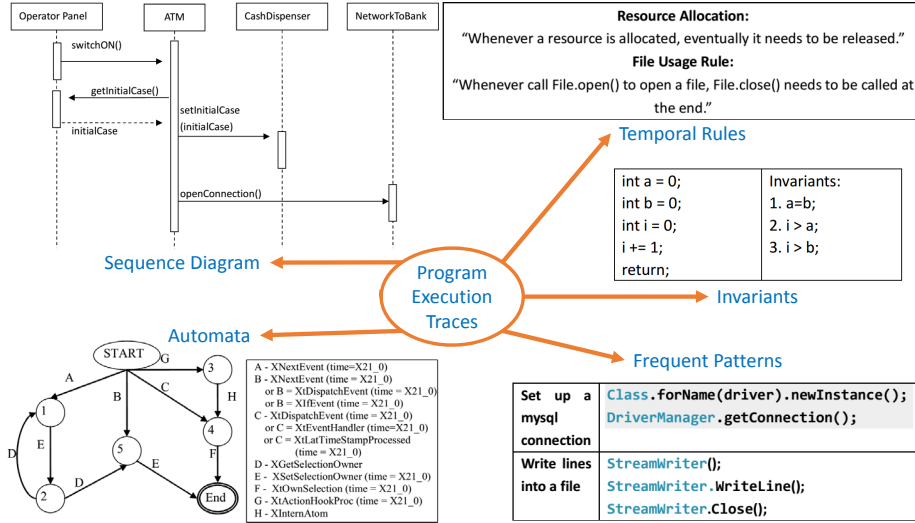 Operator Panel
ATM
CashDispenser
NetworkToBank
switchON()
getInitialCase()
initialCase
setInitialCase
(initialCase)
openConnection()
Sequence Diagram
Resource Allocation:
“Whenever a resource is allocated, eventually it needs to be released.”
File Usage Rule:
“Whenever call File.open() to open a file, File.close() needs to be called at
the end.”
Temporal Rules
int a = 0;
int b = 0;
int i = 0;
i += 1;
return;
Invariants:
1. a=b;
2. i > a;
3. i > b;
Invariants
Program
Execution
Traces
Automata
START
G
3
A
B
C
H
1
4
E
5
D
F
D
E
2
End
A - XNextEvent (time=X21_0)
B - XNextEvent (time = X21_0)
or B = XtDispatchEvent (time = X21_0)
or B = XIfEvent (time = X21_0)
C - XtDispatchEvent (time = X21_0)
or C = XtEventHandler (time=X21_0)
or C = XtLatTimeStampProcessed
(time = X21_0)
D - XGetSelectionOwner
E - XSetSelectionOwner (time = X21_0)
F - XtOwnSelection (time = X21_0)
G - XtActionHookProc (time = X21_0)
H - XInternAtom
Frequent Patterns
Set up a
mysql
connection
Class.forName(driver).newInstance();
DriverManager.getConnection();
Write lines
into a file
StreamWriter();
StreamWriter.WriteLine();
StreamWriter.Close();